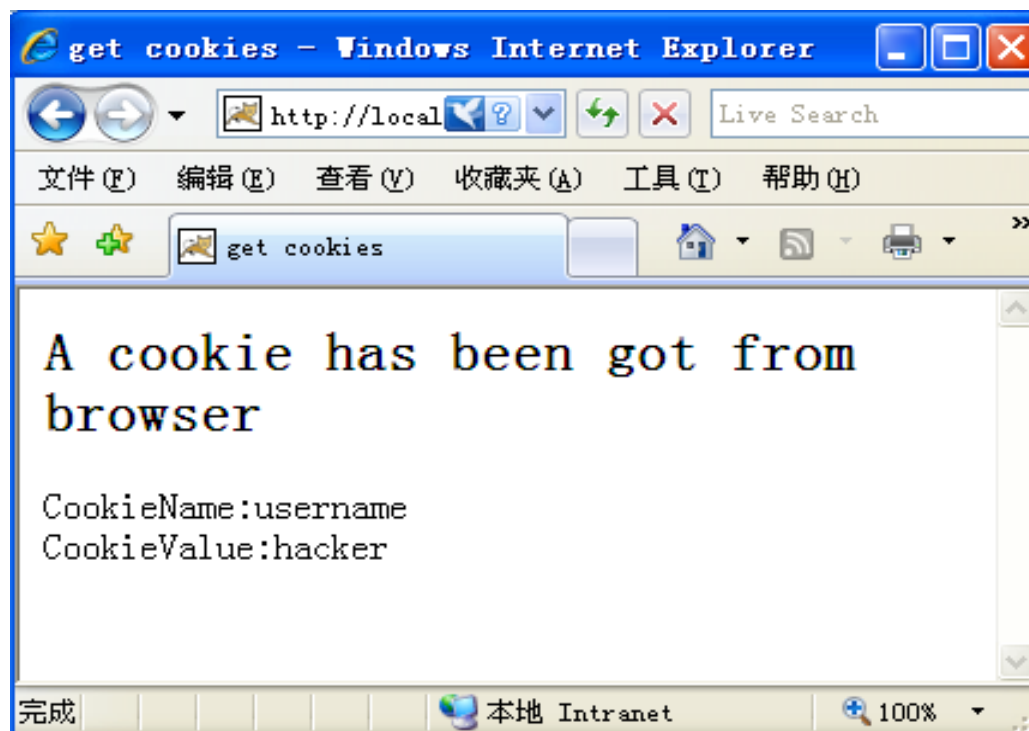 get cookies - Windows Internet Explorer
http://local
Live Search
文件(F) 编辑(E) 查看(V) 收藏夹(A) 工具(T) 帮助(H)
get cookies
A cookie has been got from
browser
CookieName:username
CookieValue:hacker
完成 本地 Intranet 100%